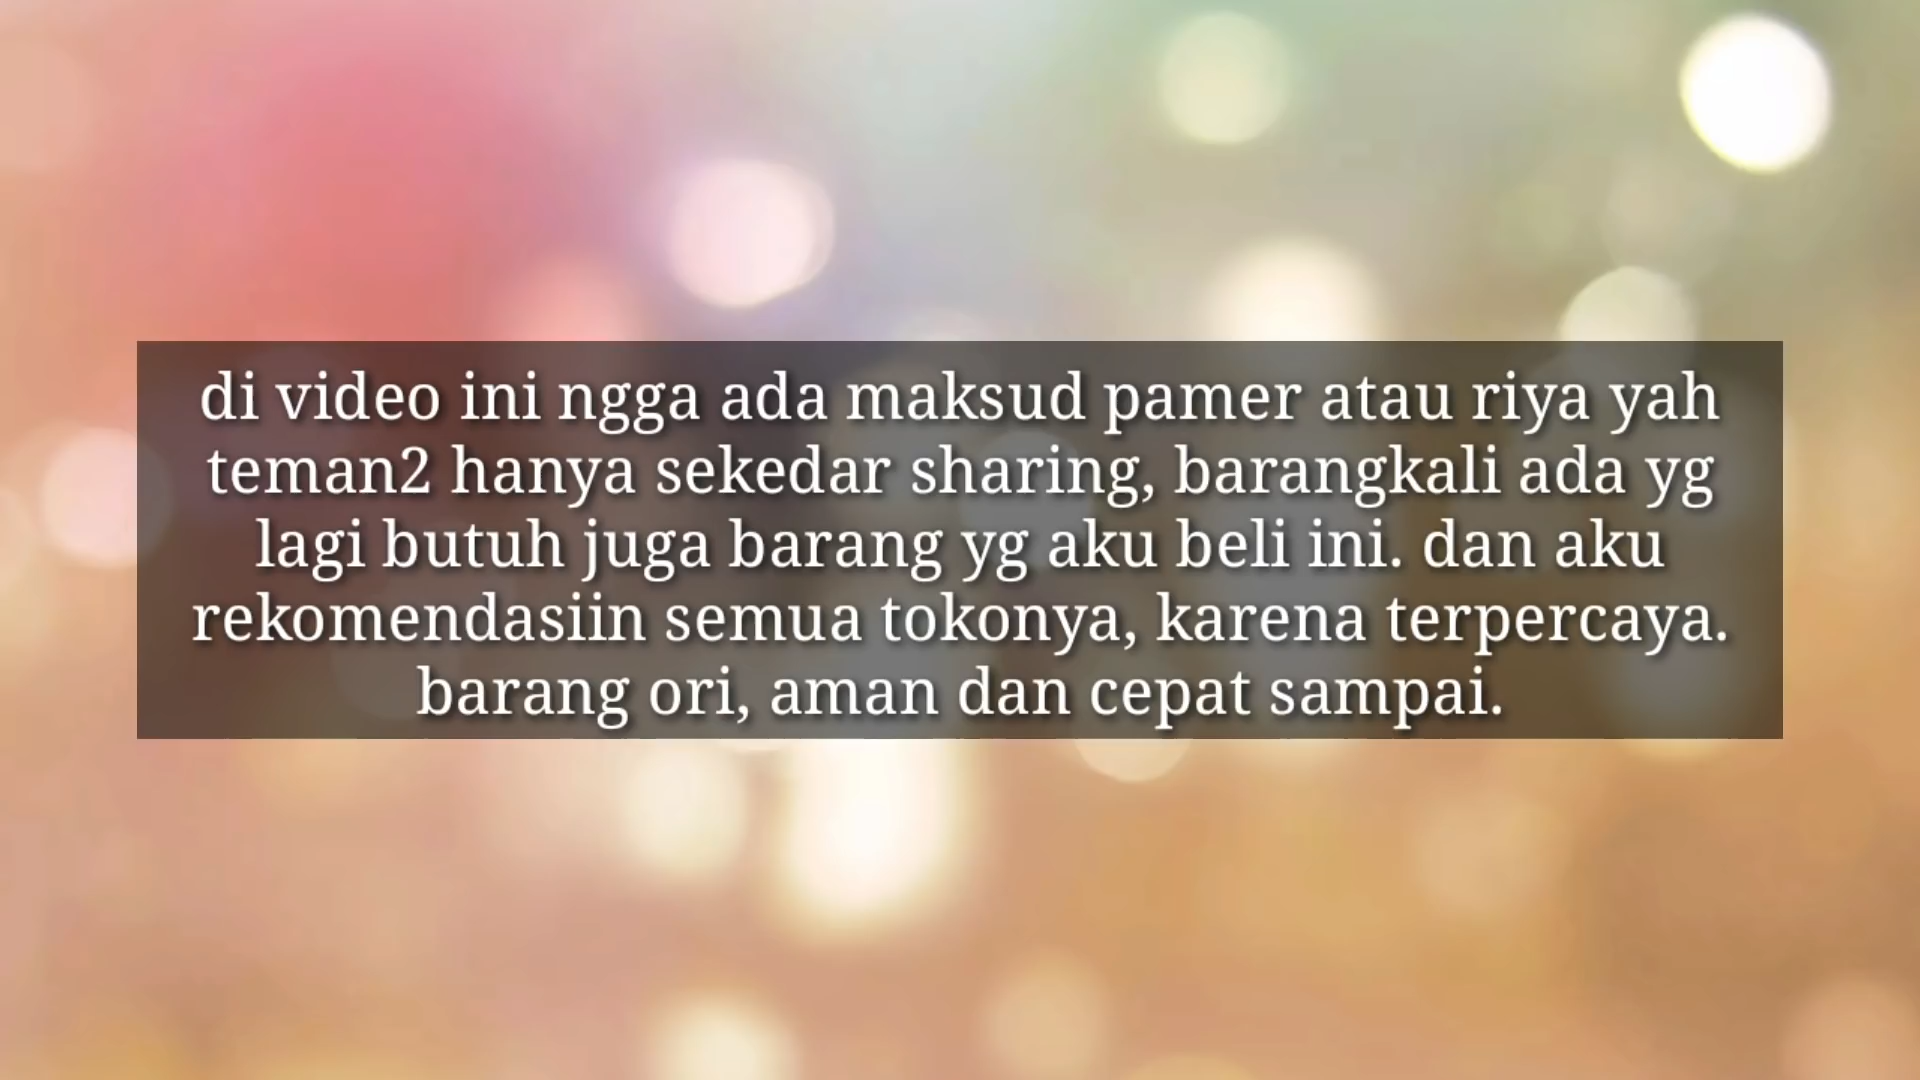 di video ini ngga ada maksud pamer atau riya yah
teman2 hanya sekedar sharing, barangkali ada yg
lagi butuh juga barang yg aku beli ini. dan aku
rekomendasiin semua tokonya, karena terpercaya.
barang ori, aman dan cepat sampai.